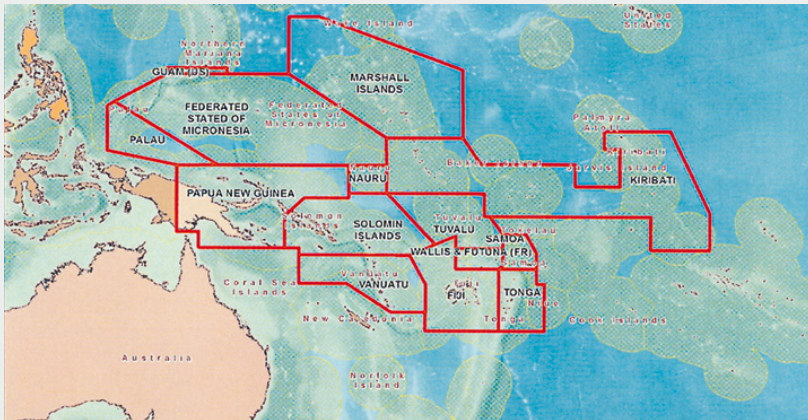 United
States
Wake Island
Northern
Mariana
Islands
GUAM (US)
MARSHALL
ISLANDS
FEDERATED
STATED OF
MICRONESIA
Federated
States of
Micronesia
Palau
PALAU
Palmyra
Atoll
Kiribati
Jarvis Island
KIRIBATI
Nauru
NAURU
PAPUA NEW GUINEA
Solomon
Islands
SOLOMIN
ISLANDS
Tuvalu
TUVALU
Tokelau
SAMOA
WALLIS & FUTUNA (FR)
Samoa
Coral Sea
Islands
Vanuatu
VANUATU
FIJI
TONGA
Niue
New Caledonia
Tonga
Cook Islands
Australia
Norfolk
Island